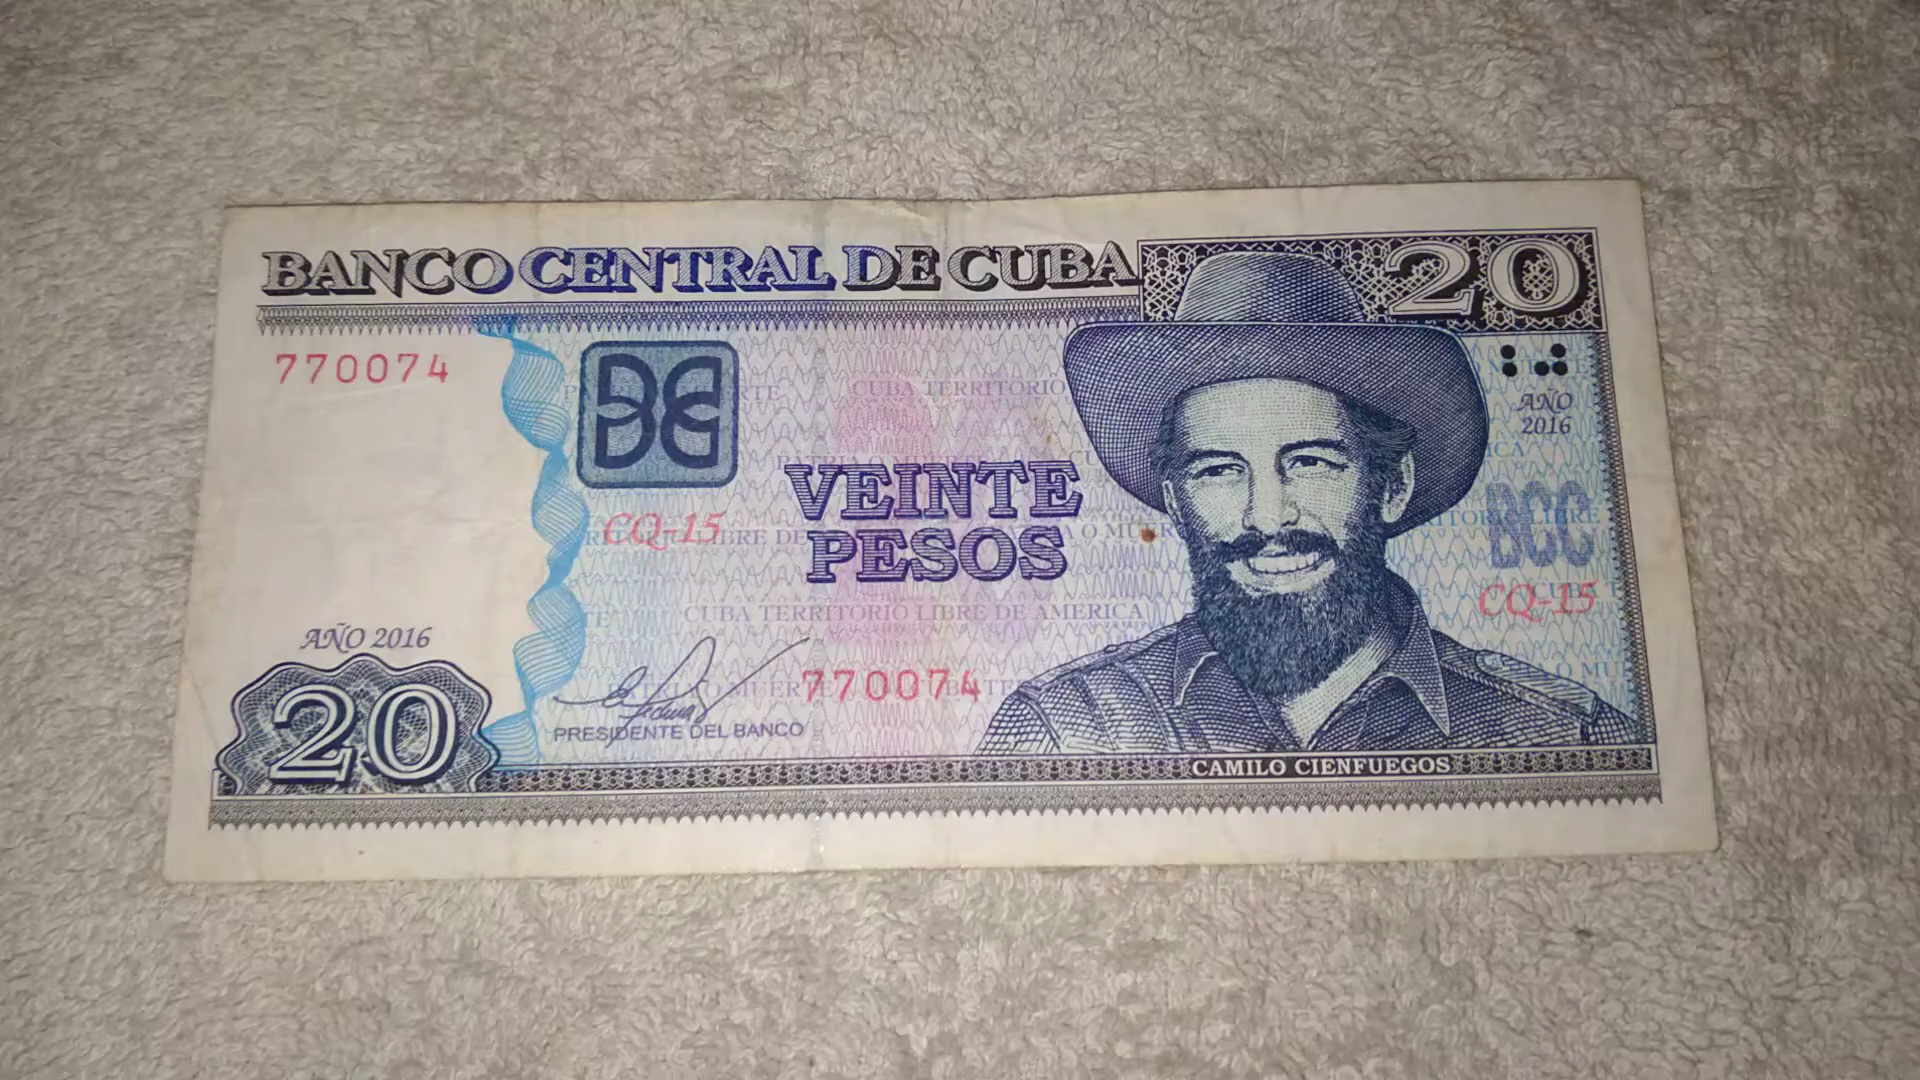 BANCO CENTRAL DE CUBA
20
770074
CUBA TERRITORIO
AÑO
2016
VEINTE
PESOS
BCC
CQ-15
CQ-15
CUBA TERRITORIO LIBRE DE AMERICA
AÑO 2016
770074
20
PRESIDENTE DEL BANCO
CAMILO CIENFUEGOS